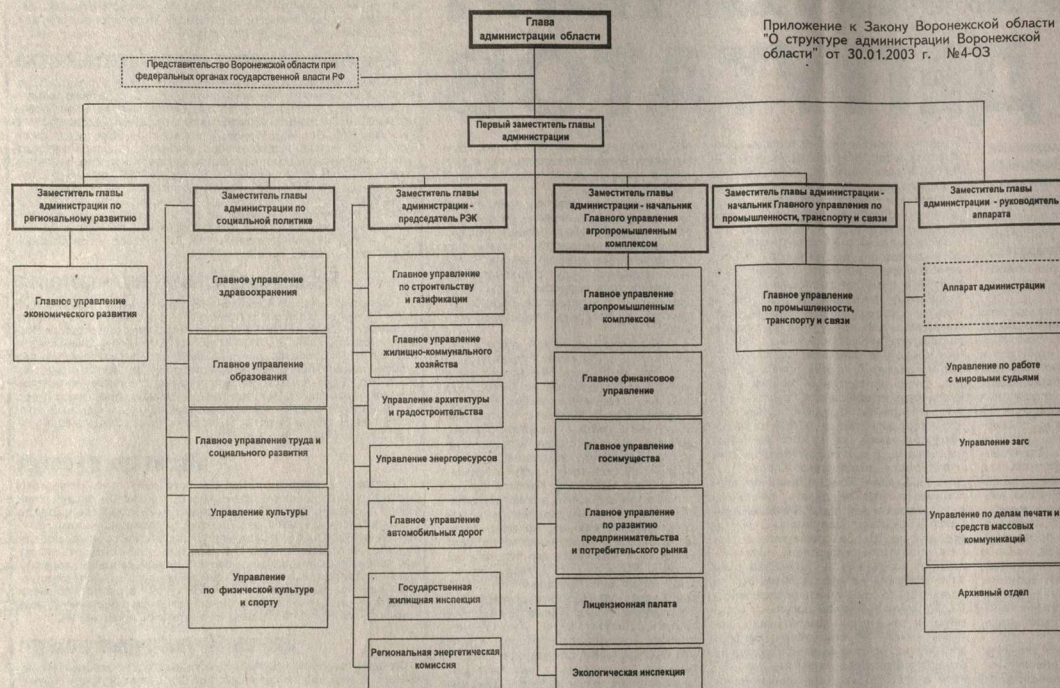 Глава
администрации области
Приложение к Закону Воронежской области
"О структуре администрации Воронежской
области" от 30.01.2003 г. №4-ОЗ
Представительство Воронежской области при
федеральных органах государственной власти РФ
Первый заместитель главы
администрации
Заместитель главы
администрации по
региональному развитию
Заместитель главы
администрации по
социальной политике
Заместитель главы
администрации -
председатель РЭК
Заместитель главы
администрации - начальник
Главного управления
агропромышленным
комплексом
Заместитель главы администрации -
начальник Главного управления по
промышленности, транспорту и связи
Заместитель главы
администрации - руководитель
аппарата
Главное управление
экономического развития
Главное управление
здравоохранения
Главное управление
образования
Главное управление труда и
социального развития
Управление культуры
Управление
по физической культуре
и спорту
Главное управление
по строительству
и газификации
Главное управление
жилищно-коммунального
хозяйства
Управление архитектуры
и градостроительства
Управление энергоресурсов
Главное управление
автомобильных дорог
Государственная
жилищная инспекция
Региональная энергетическая
комиссия
Главное управление
агропромышленным
комплексом
Главное финансовое
управление
Главное управление
госимущества
Главное управление
по развитию
предпринимательства
и потребительского рынка
Лицензионная палата
Экологическая инспекция
Главное управление
по промышленности,
транспорту и связи
Аппарат администрации
Управление по работе
с мировыми судьями
Управление загс
Управление по делам печати и
средств массовых
коммуникаций
Архивный отдел